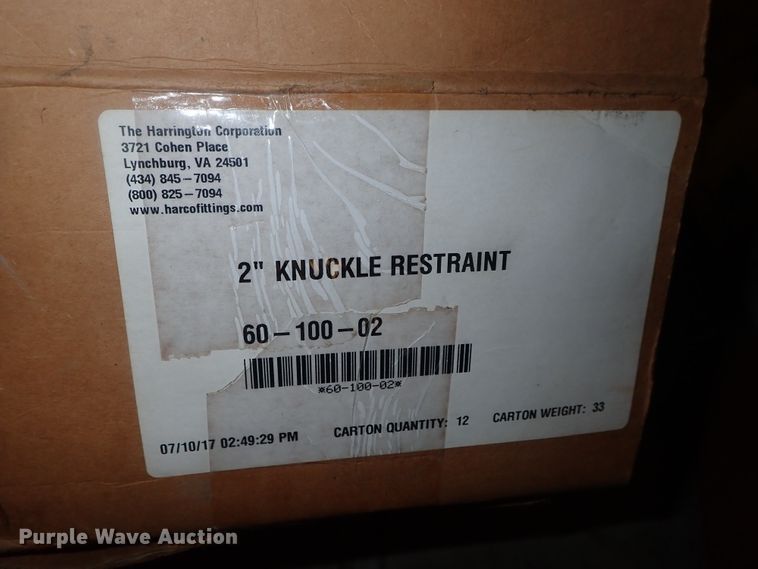 The Harrington Corporation
3721 Cohen Place
Lynchburg, VA 24501
(434) 845-7094
(800) 825-7094
www.harcofittings.com
2" KNUCKLE RESTRAINT
60-100-02
*60-100-02*
07/10/17 02:49:29 PM CARTON QUANTITY: 12 CARTON WEIGHT: 33
Purple Wave Auction